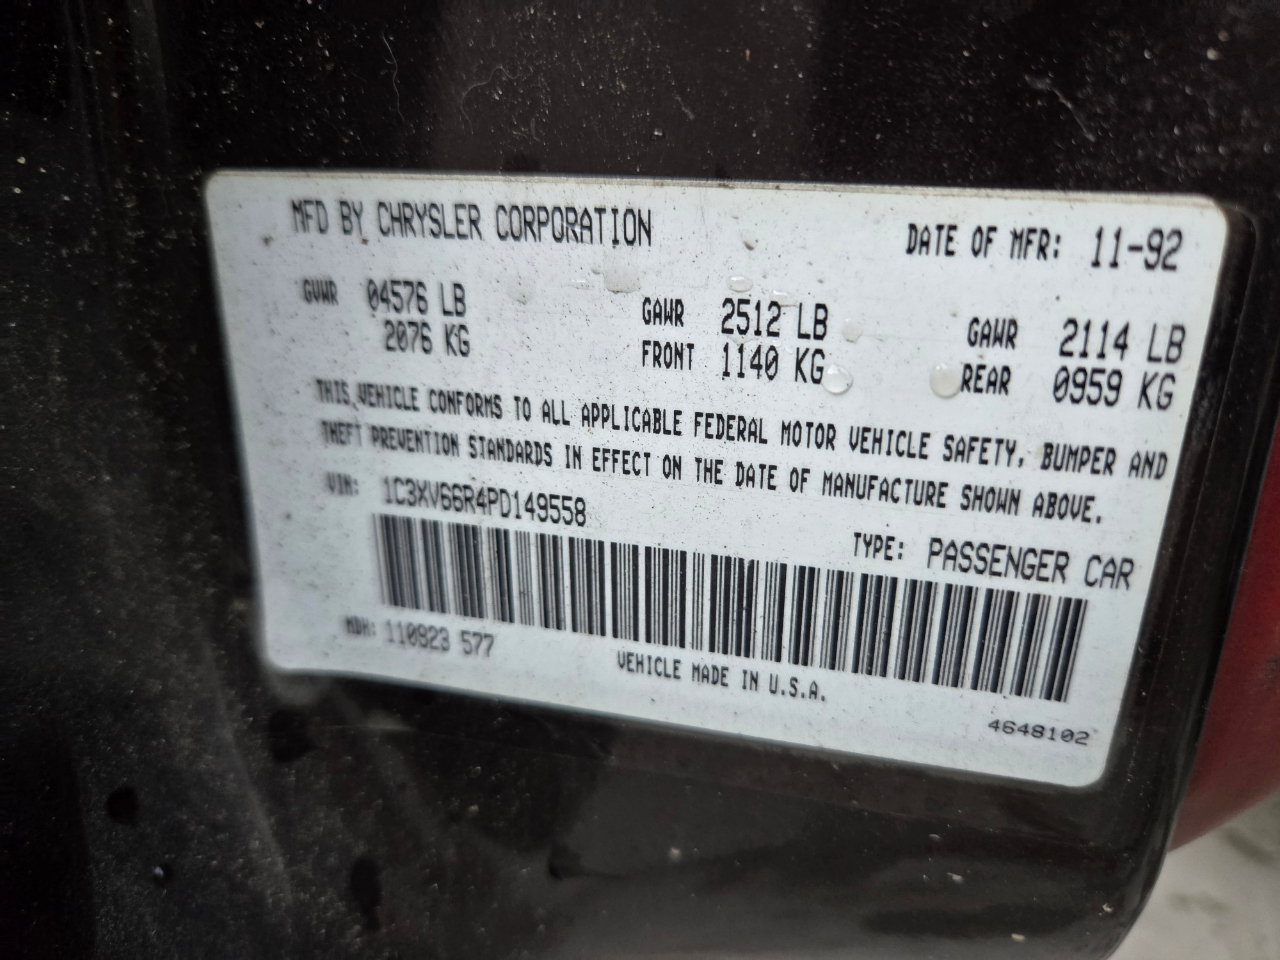 MFD BY CHRYSLER CORPORATION DATE OF MFR: 11-92
GVWR 04576 LB GAWR 2512 LB GAWR 2114 LB
2076 KG FRONT 1140 KG REAR 0959 KG
THIS VEHICLE CONFORMS TO ALL APPLICABLE FEDERAL MOTOR VEHICLE SAFETY, BUMPER AND
THEFT PREVENTION STANDARDS IN EFFECT ON THE DATE OF MANUFACTURE SHOWN ABOVE.
VIN: 1C3XV66R4PD149558
TYPE: PASSENGER CAR
MDH: 110923 577
VEHICLE MADE IN U.S.A.
4648102